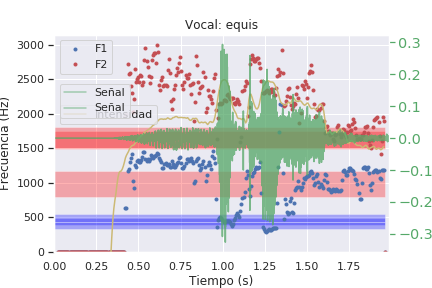 Vocal: equis
F1
F2
Señal
Señal
Intensidad
Frecuencia (Hz)
3000
2500
2000
1500
1000
500
0
0.3
0.2
0.1
0.0
−0.1
−0.2
−0.3
0.00 0.25 0.50 0.75 1.00 1.25 1.50 1.75
Tiempo (s)